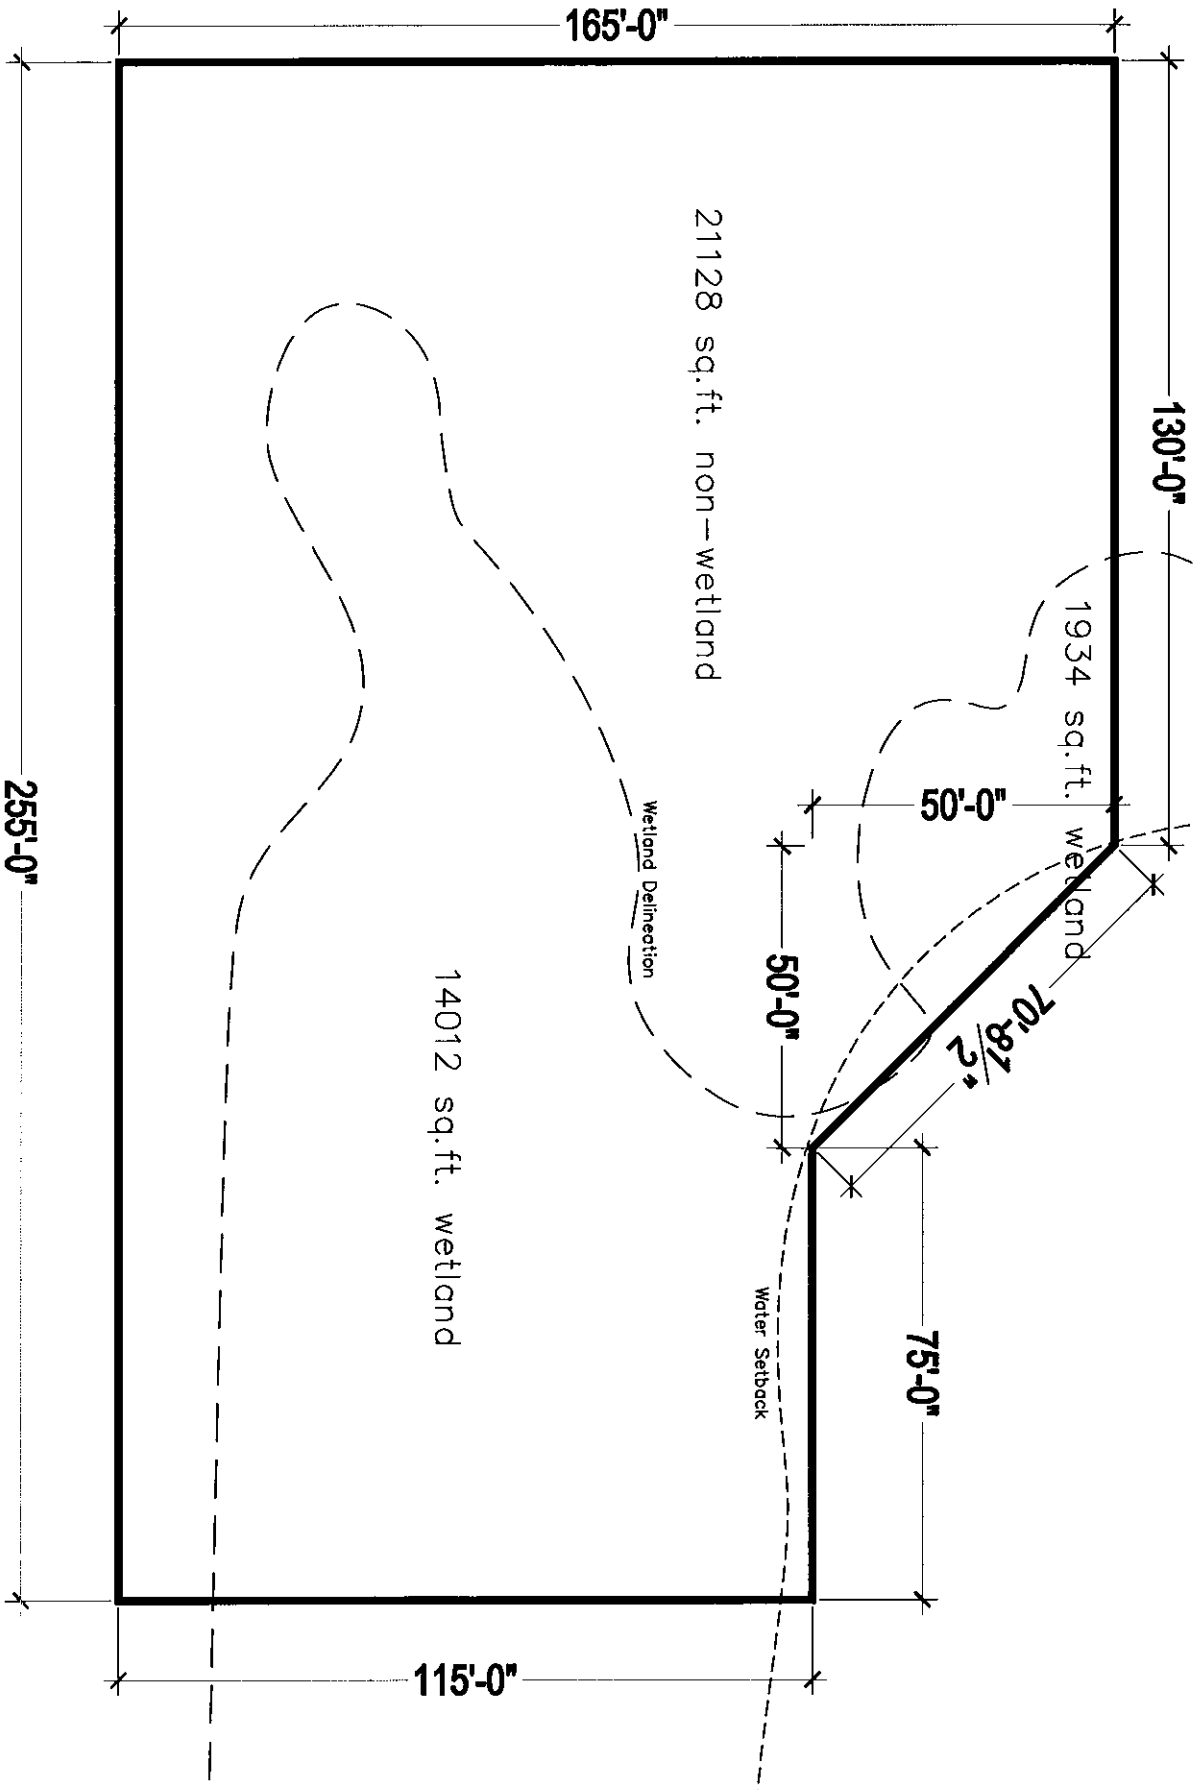 165'-0"
130'-0"
255'-0"
21128 sq.ft. non-wetland
1934 sq.ft. wetland
50'-0"
50'-0"
70'-8 1/2"
Wetland Delineation
14012 sq.ft. wetland
75'-0"
Water Setback
115'-0"